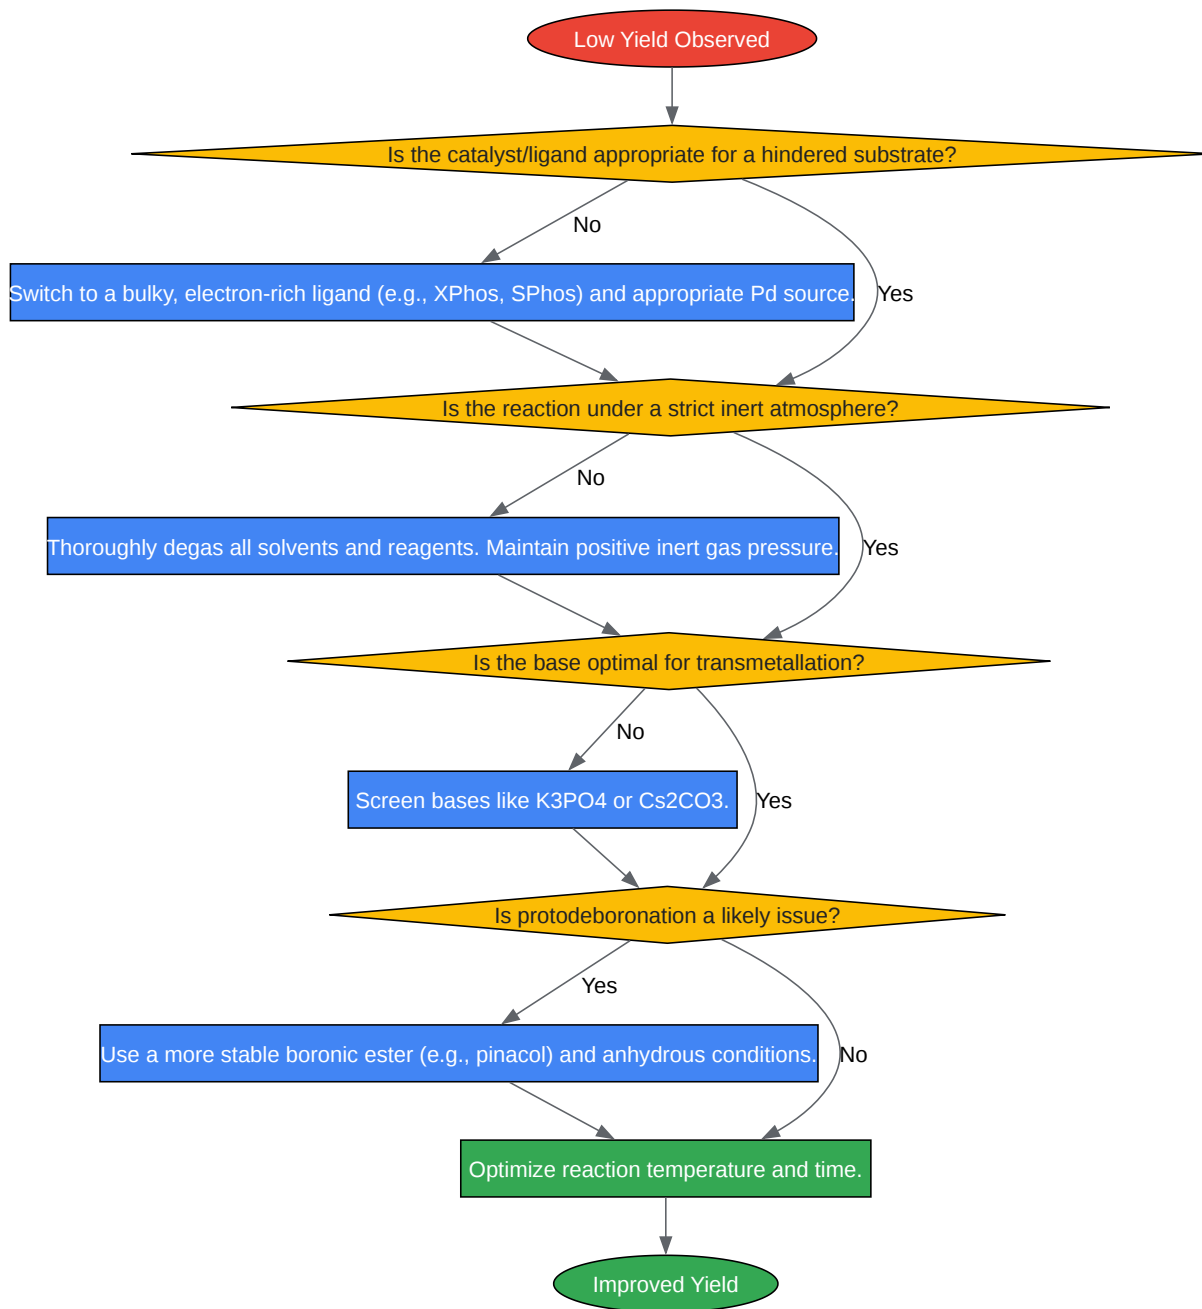 Low Yield Observed
Is the catalyst/ligand appropriate for a hindered substrate?
No
Switch to a bulky, electron-rich ligand (e.g., XPhos, SPhos) and appropriate Pd source.
Yes
Is the reaction under a strict inert atmosphere?
No
Thoroughly degas all solvents and reagents. Maintain positive inert gas pressure.
Yes
Is the base optimal for transmetallation?
No
Screen bases like K3PO4 or Cs2CO3.
Yes
Is protodeboronation a likely issue?
Yes
Use a more stable boronic ester (e.g., pinacol) and anhydrous conditions.
No
Optimize reaction temperature and time.
Improved Yield